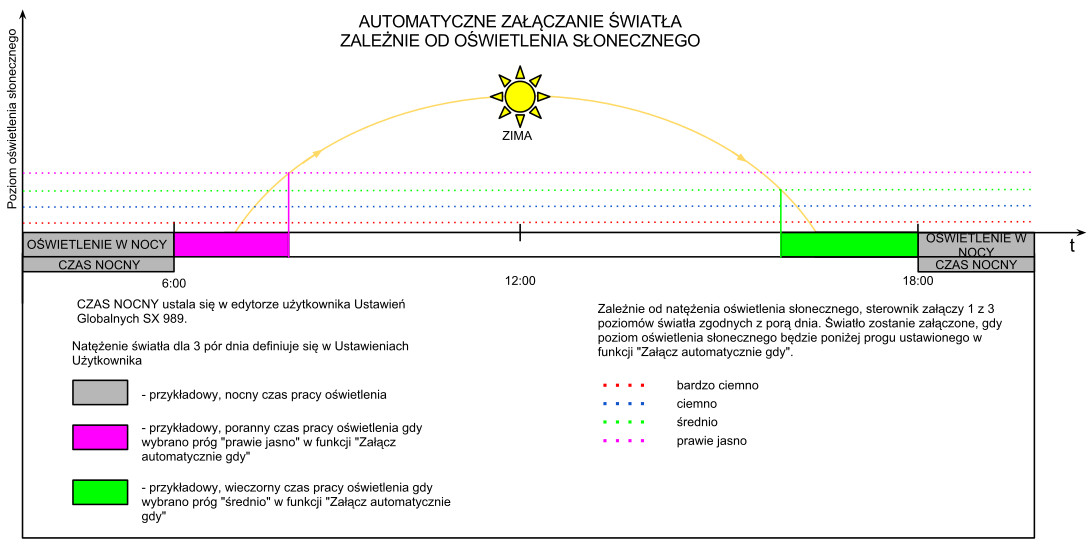 AUTOMATYCZNE ZAŁĄCZANIE ŚWIATŁA
ZALEŻNIE OD OŚWIETLENIA SŁONECZNEGO
Poziom oświetlenia słonecznego
ZIMA
OŚWIETLENIE W NOCY
CZAS NOCNY
OŚWIETLENIE W
NOCY
CZAS NOCNY
t
6:00
12:00
18:00
CZAS NOCNY ustala się w edytorze użytkownika Ustawień
Globalnych SX 989.
Natężenie światła dla 3 pór dnia definiuje się w Ustawieniach
Użytkownika
- przykładowy, nocny czas pracy oświetlenia
- przykładowy, poranny czas pracy oświetlenia gdy
wybrano próg "prawie jasno" w funkcji "Załącz
automatycznie gdy"
- przykładowy, wieczorny czas pracy oświetlenia gdy
wybrano próg "średnio" w funkcji "Załącz automatycznie
gdy"
Zależnie od natężenia oświetlenia słonecznego, sterownik załączy 1 z 3
poziomów światła zgodnych z porą dnia. Światło zostanie załączone, gdy
poziom oświetlenia słonecznego będzie poniżej progu ustawionego w
funkcji "Załącz automatycznie gdy".
bardzo ciemno
ciemno
średnio
prawie jasno